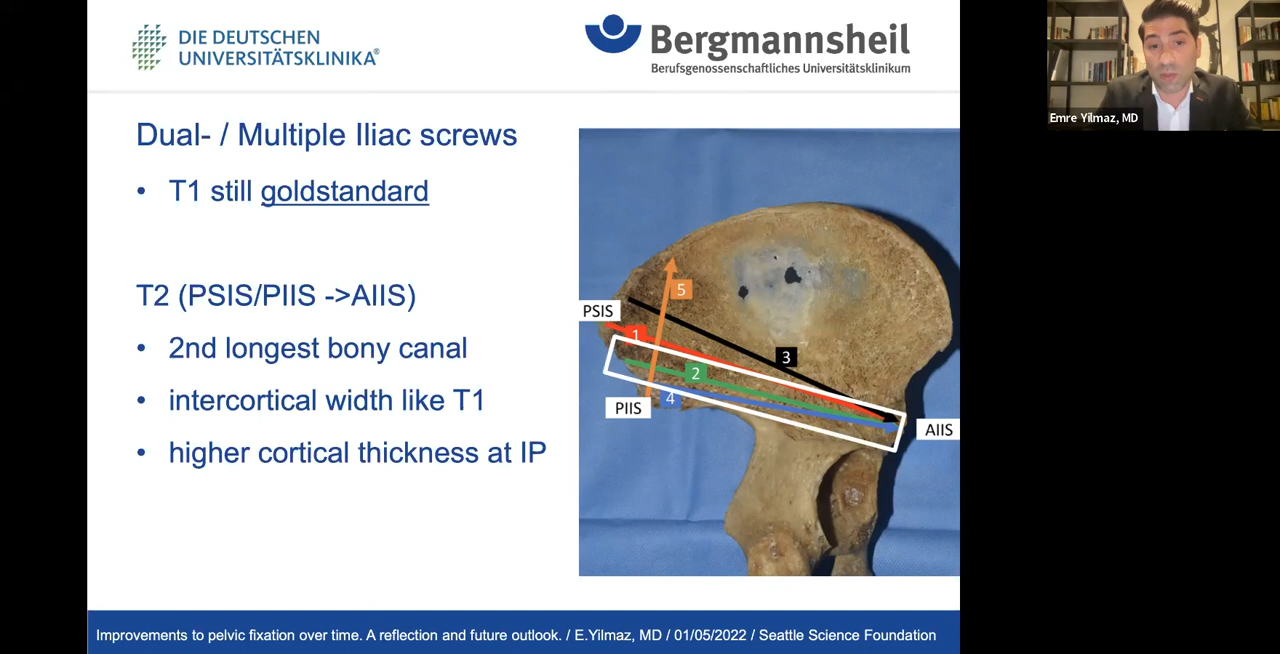 DIE DEUTSCHEN
UNIVERSITÄTSKLINIKA®
Bergmannsheil
Berufsgenossenschaftliches Universitätsklinikum
Emre Yilmaz, MD
Dual- / Multiple Iliac screws
• T1 still goldstandard
T2 (PSIS/PIIS ->AIIS)
• 2nd longest bony canal
• intercortical width like T1
• higher cortical thickness at IP
5
PSIS
1
3
2
4
PIIS
AIIS
Improvements to pelvic fixation over time. A reflection and future outlook. / E.Yilmaz, MD / 01/05/2022 / Seattle Science Foundation